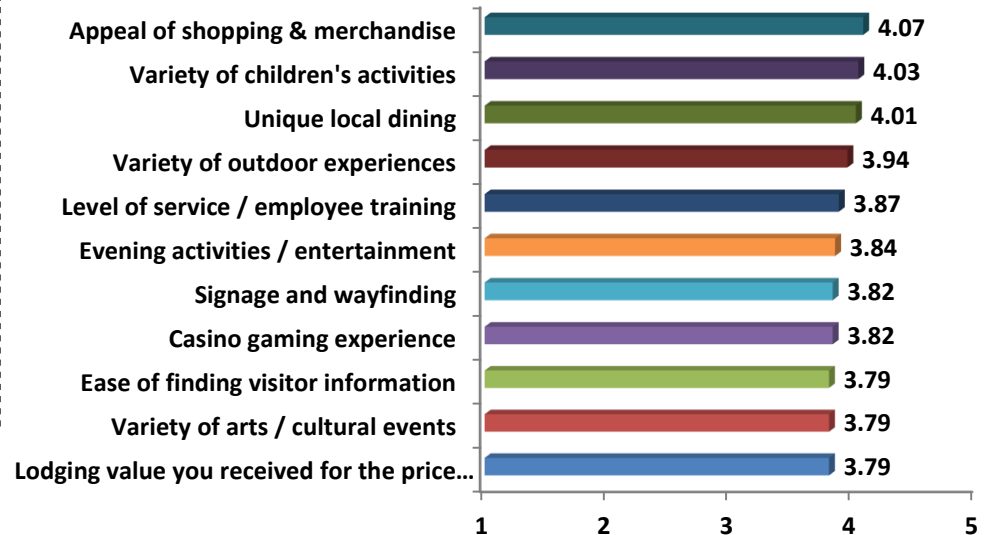 Appeal of shopping & merchandise 4.07
Variety of children's activities 4.03
Unique local dining 4.01
Variety of outdoor experiences 3.94
Level of service / employee training 3.87
Evening activities / entertainment 3.84
Signage and wayfinding 3.82
Casino gaming experience 3.82
Ease of finding visitor information 3.79
Variety of arts / cultural events 3.79
Lodging value you received for the price... 3.79
1 2 3 4 5